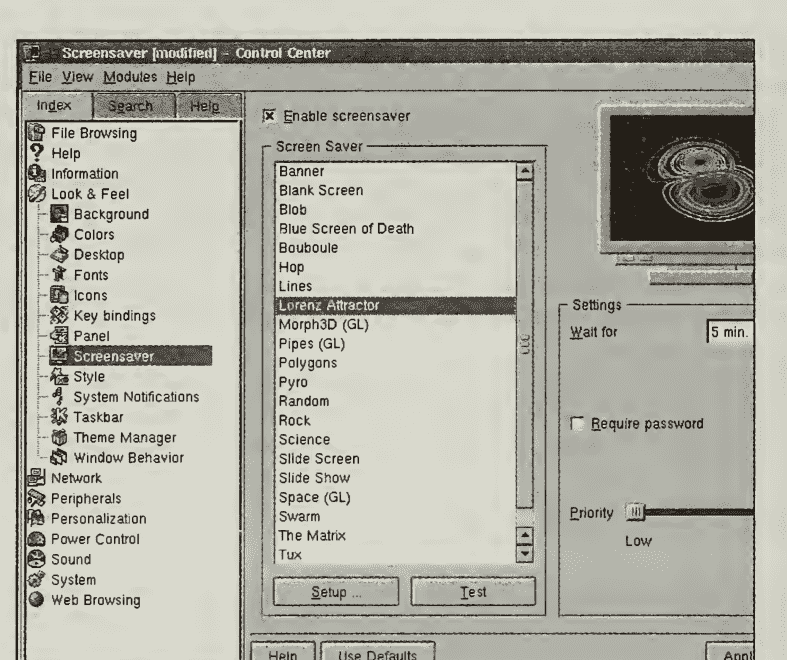 Screensaver [modified] - Control Center
File View Modules Help
Index Search Help
File Browsing
Help
Information
Look & Feel
Background
Colors
Desktop
Fonts
Icons
Key bindings
Panel
Screensaver
Style
System Notifications
Taskbar
Theme Manager
Window Behavior
Network
Peripherals
Personalization
Power Control
Sound
System
Web Browsing
Enable screensaver
Screen Saver
Banner
Blank Screen
Blob
Blue Screen of Death
Bouboule
Hop
Lines
Lorenz Attractor
Morph3D (GL)
Pipes (GL)
Polygons
Pyro
Random
Rock
Science
Slide Screen
Slide Show
Space (GL)
Swarm
The Matrix
Tux
Setup ... Test
Settings
Wait for 5 min.
Require password
Priority
Low
Help Use Defaults